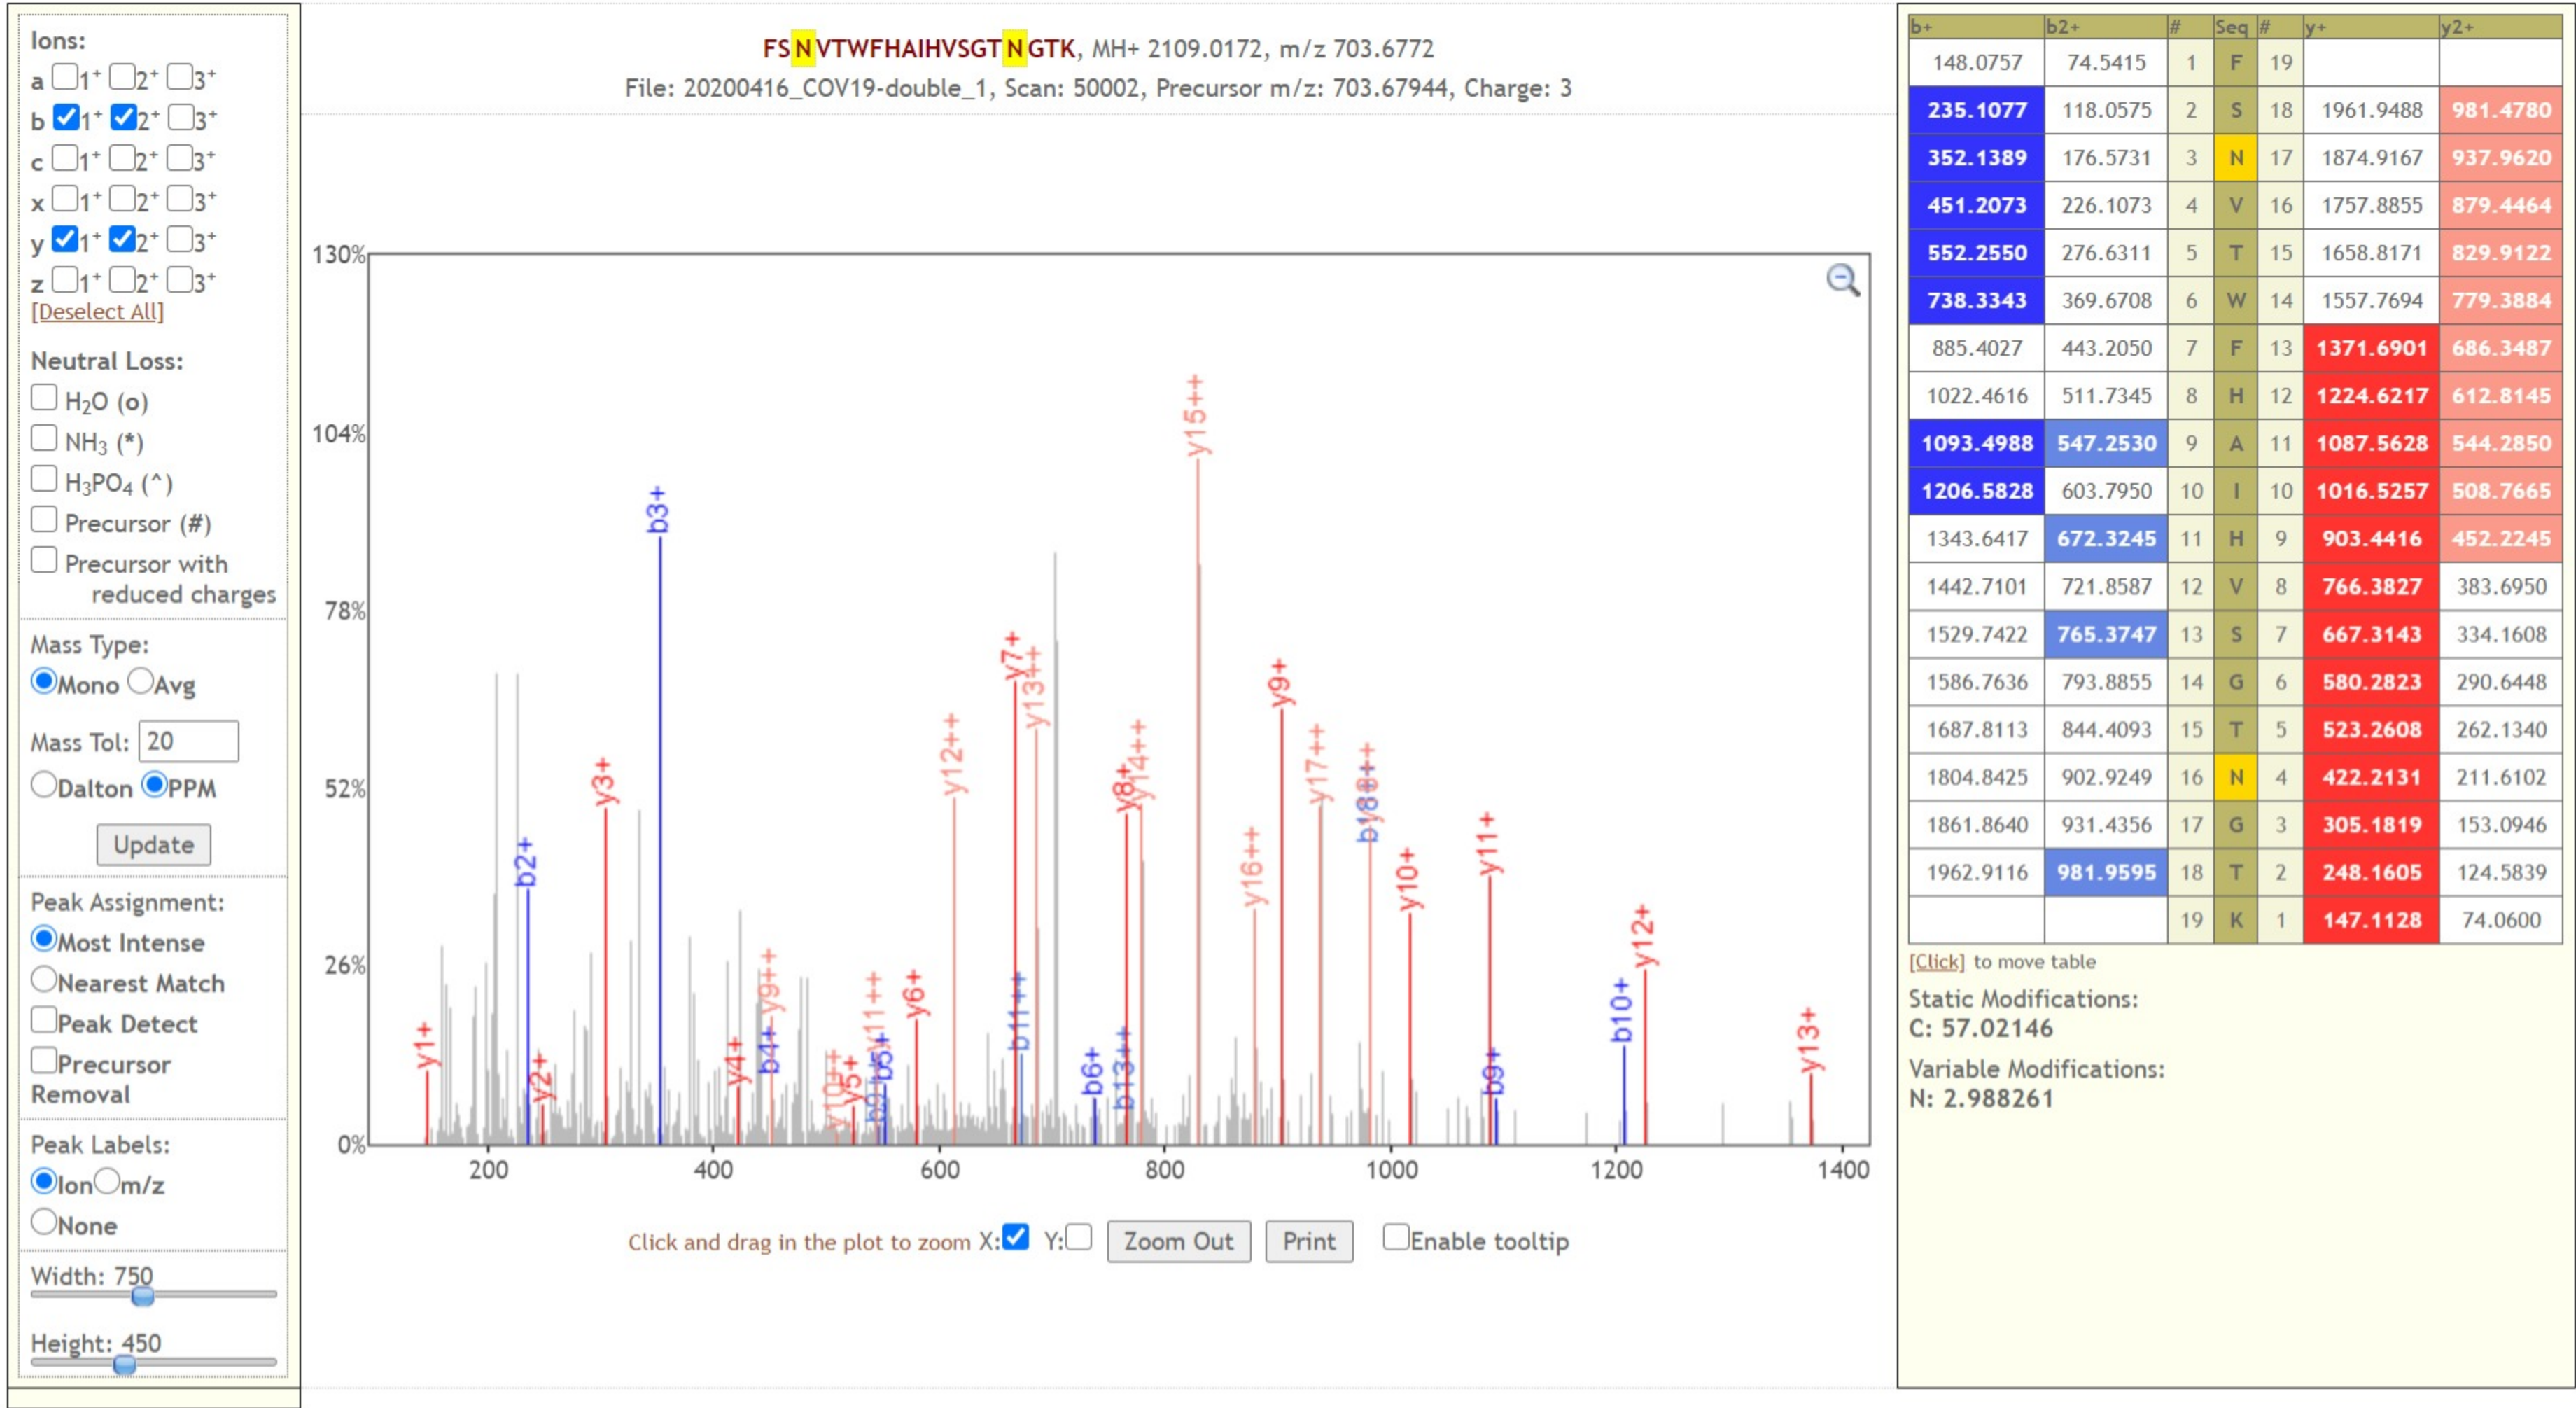 Ions:
a 1+ 2+ 3+
b 1+ 2+ 3+
c 1+ 2+ 3+
x 1+ 2+ 3+
y 1+ 2+ 3+
z 1+ 2+ 3+
[Deselect All]
Neutral Loss:
H2O (o)
NH3 (*)
H3PO4 (^)
Precursor (#)
Precursor with
reduced charges
Mass Type:
Mono Avg
Mass Tol: 20
Dalton PPM
Update
Peak Assignment:
Most Intense
Nearest Match
Peak Detect
Precursor
Removal
Peak Labels:
Ion m/z
None
Width: 750
Height: 450
FSNVTWFHAIHVSGTNGTK, MH+ 2109.0172, m/z 703.6772
File: 20200416_COV19-double_1, Scan: 50002, Precursor m/z: 703.67944, Charge: 3
130%
104%
78%
52%
26%
0%
y1+
b2+
y2+
y3+
b3+
y4+
b4+
y9++
y10++
y5+
b9++
y11++
b5+
y6+
y12++
y7+
b11++
y13++
b6+
b13++
y8+
y14++
y15++
y16++
y9+
y17++
b18++
y18++
y10+
y11+
b9+
b10+
y12+
y13+
200 400 600 800 1000 1200 1400
Click and drag in the plot to zoom X: Y: Zoom Out Print Enable tooltip
b+ b2+ # Seq # y+ y2+
148.0757 74.5415 1 F 19
235.1077 118.0575 2 S 18 1961.9488 981.4780
352.1389 176.5731 3 N 17 1874.9167 937.9620
451.2073 226.1073 4 V 16 1757.8855 879.4464
552.2550 276.6311 5 T 15 1658.8171 829.9122
738.3343 369.6708 6 W 14 1557.7694 779.3884
885.4027 443.2050 7 F 13 1371.6901 686.3487
1022.4616 511.7345 8 H 12 1224.6217 612.8145
1093.4988 547.2530 9 A 11 1087.5628 544.2850
1206.5828 603.7950 10 I 10 1016.5257 508.7665
1343.6417 672.3245 11 H 9 903.4416 452.2245
1442.7101 721.8587 12 V 8 766.3827 383.6950
1529.7422 765.3747 13 S 7 667.3143 334.1608
1586.7636 793.8855 14 G 6 580.2823 290.6448
1687.8113 844.4093 15 T 5 523.2608 262.1340
1804.8425 902.9249 16 N 4 422.2131 211.6102
1861.8640 931.4356 17 G 3 305.1819 153.0946
1962.9116 981.9595 18 T 2 248.1605 124.5839
19 K 1 147.1128 74.0600
[Click] to move table
Static Modifications:
C: 57.02146
Variable Modifications:
N: 2.988261